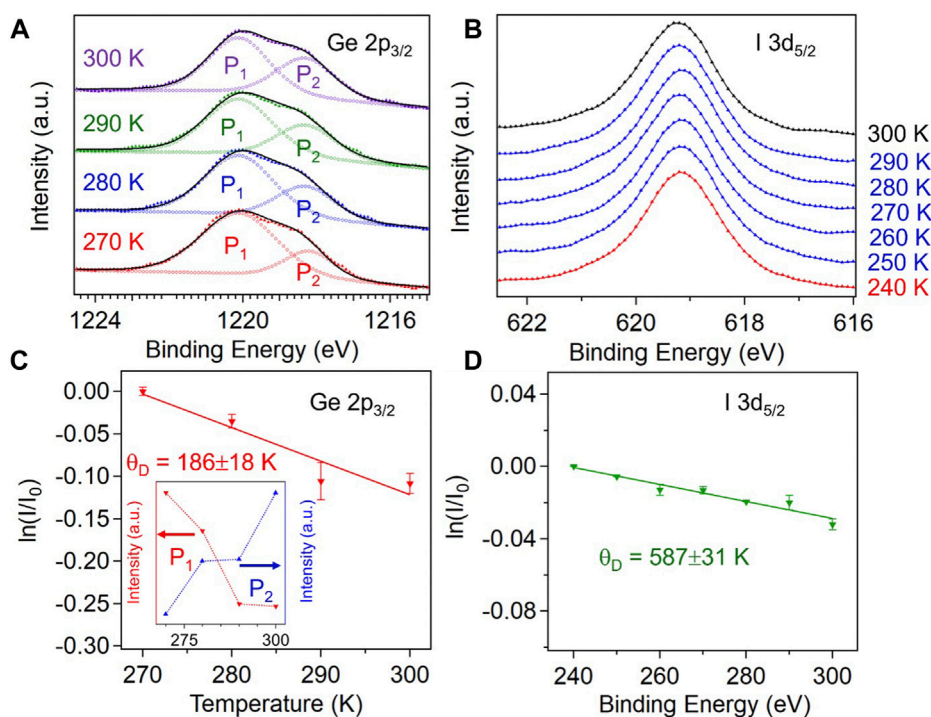 A
Ge 2p3/2
300 K
P1
P2
290 K
P1
P2
280 K
P1
P2
270 K
P1
P2
Intensity (a.u.)
1224 1220 1216
Binding Energy (eV)
B
I 3d5/2
Intensity (a.u.)
300 K
290 K
280 K
270 K
260 K
250 K
240 K
622 620 618 616
Binding Energy (eV)
C
Ge 2p3/2
0.00
-0.05
-0.10
-0.15
-0.20
-0.25
-0.30
ln(I/I0)
θD = 186±18 K
Intensity (a.u.)
P1
P2
Intensity (a.u.)
275 300
270 280 290 300
Temperature (K)
D
I 3d5/2
0.04
0.00
-0.04
-0.08
ln(I/I0)
θD = 587±31 K
240 260 280 300
Binding Energy (eV)